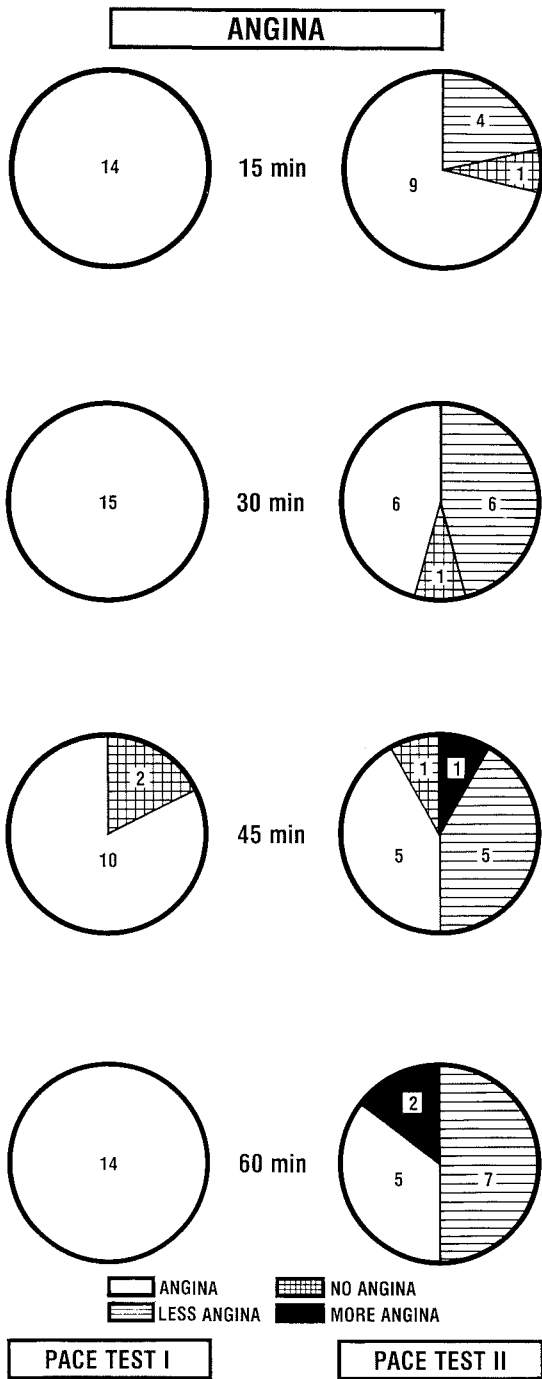 ANGINA
14 15 min 4 1 9
15 30 min 6 6 1
2 10 45 min 1 1 5 5
14 60 min 2 5 7
ANGINA NO ANGINA
LESS ANGINA MORE ANGINA
PACE TEST I PACE TEST II